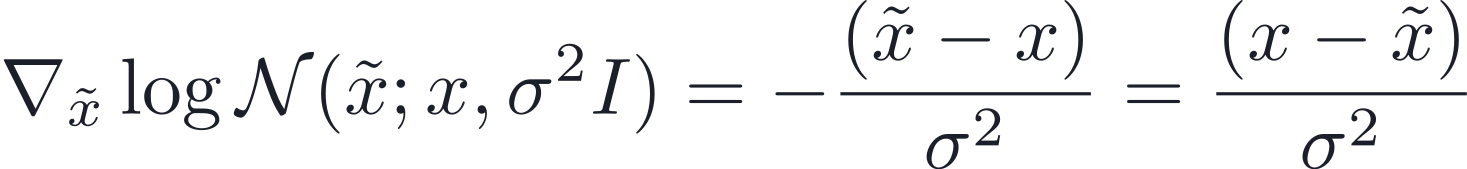 ∇_x̃ log 𝒩(x̃; x, σ²I) = −(x̃ − x)/σ² = (x − x̃)/σ²